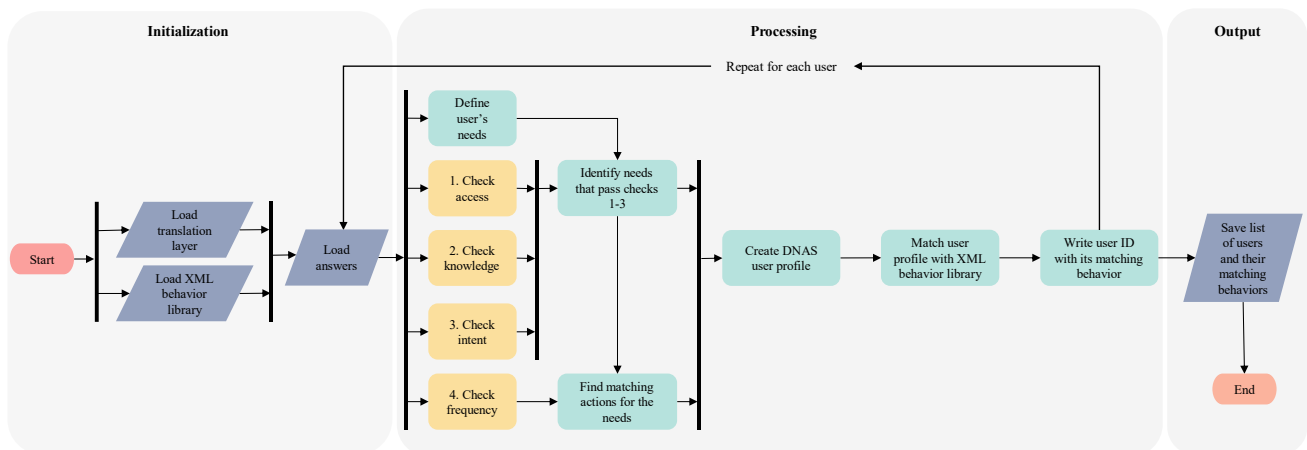 Initialization
Processing
Output
Repeat for each user
Define
user's
needs
1. Check
access
Identify needs
that pass checks
1-3
Load
translation
layer
Start
Load XML
behavior
library
Load
answers
2. Check
knowledge
3. Check
intent
4. Check
frequency
Find matching
actions for the
needs
Create DNAS
user profile
Match user
profile with XML
behavior library
Write user ID
with its matching
behavior
Save list
of users
and their
matching
behaviors
End